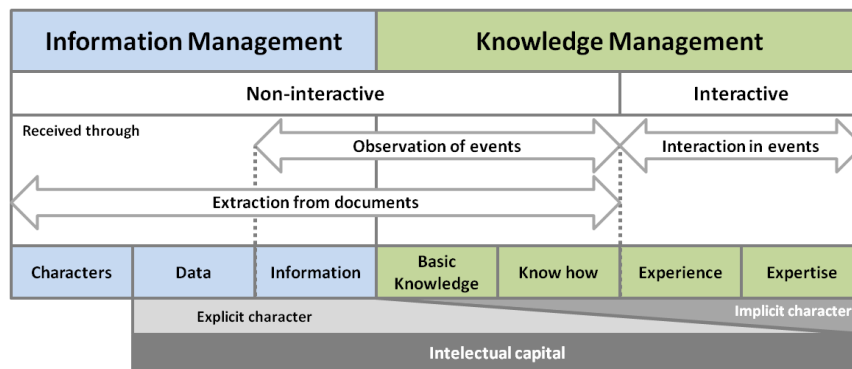 Information Management
Knowledge Management
Non-interactive
Interactive
Received through
Observation of events
Interaction in events
Extraction from documents
Characters
Data
Information
Basic
Knowledge
Know how
Experience
Expertise
Explicit character
Implicit character
Intelectual capital